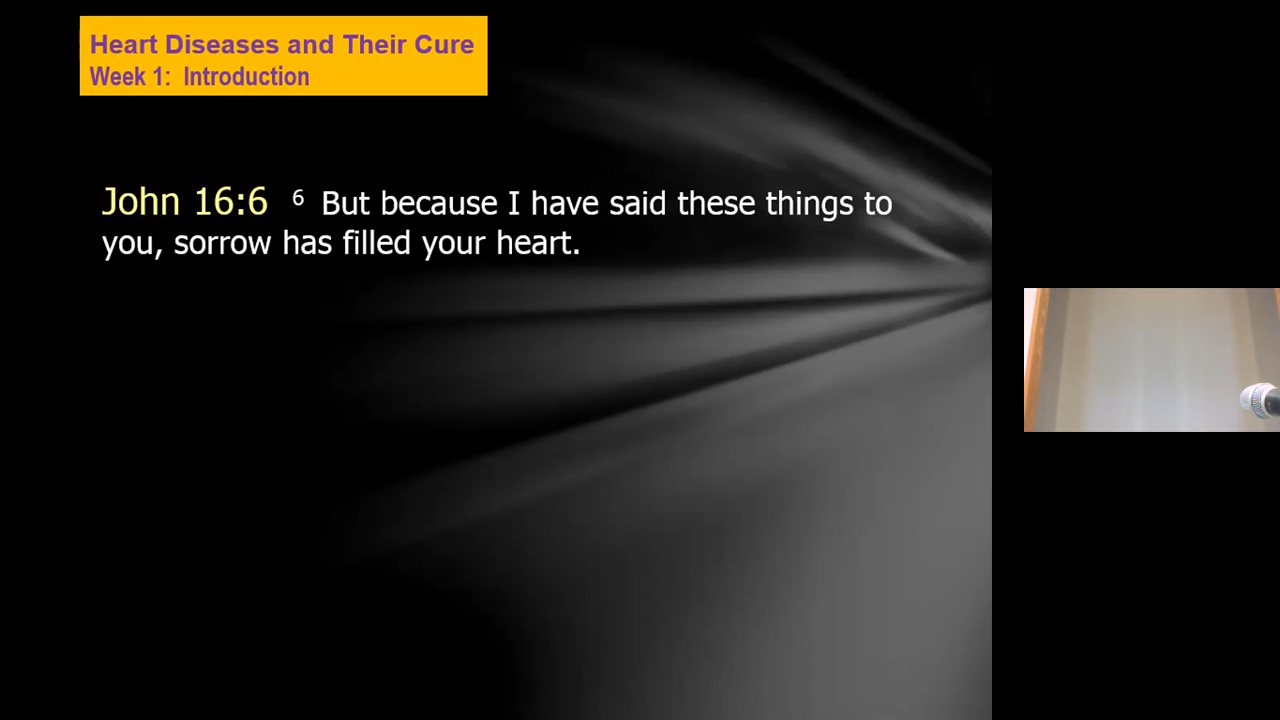 Heart Diseases and Their Cure
Week 1: Introduction
John 16:6 6 But because I have said these things to
you, sorrow has filled your heart.